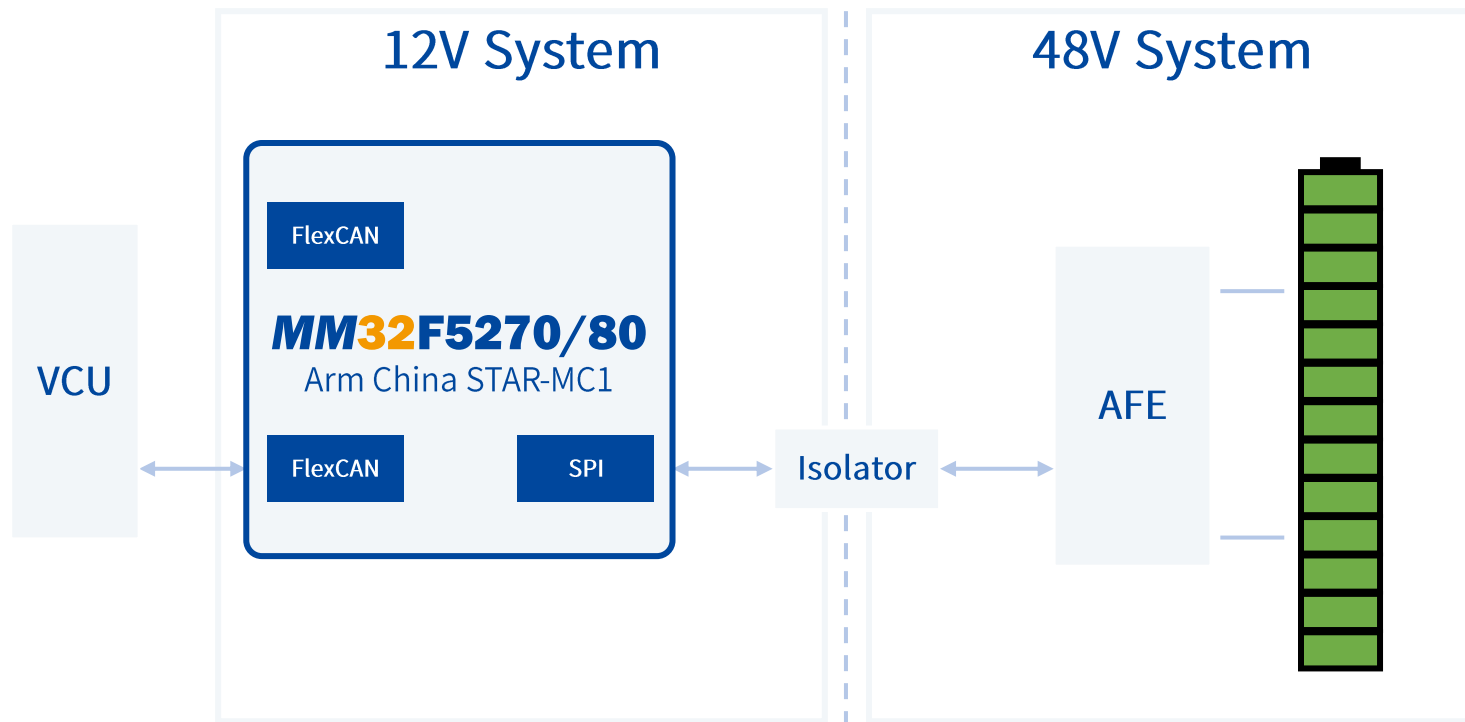 12V System
48V System
FlexCAN
MM32F5270/80
Arm China STAR-MC1
VCU
AFE
FlexCAN
SPI
Isolator